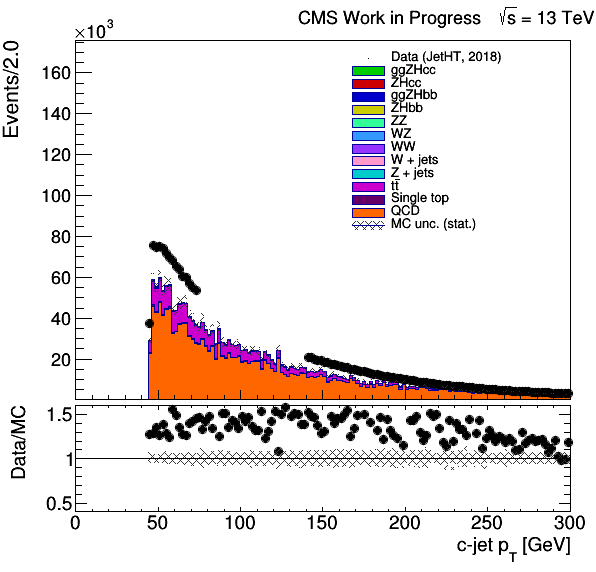 CMS Work in Progress √s = 13 TeV
×10³
Events/2.0
160
140
120
100
80
60
40
20
Data (JetHT, 2018)
ggZHcc
ZHcc
ggZHbb
ZHbb
ZZ
WZ
WW
W + jets
Z + jets
tt̄
Single top
QCD
MC unc. (stat.)
Data/MC
1.5
1
0.5
0 50 100 150 200 250 300
c-jet p_T [GeV]